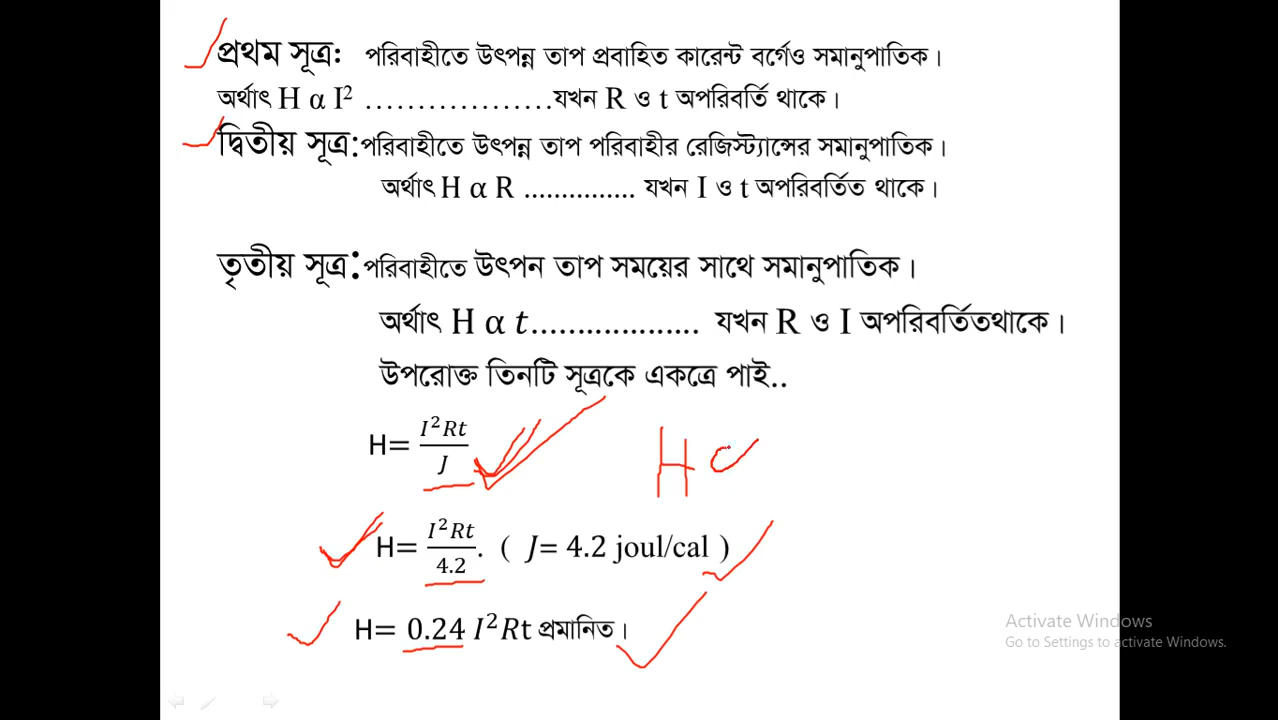 প্রথম সূত্র: পরিবাহীতে উৎপন্ন তাপ প্রবাহিত কারেন্ট বর্গেও সমানুপাতিক।
অর্থাৎ H α I² ...................যখন R ও t অপরিবর্তি থাকে।
দ্বিতীয় সূত্র:পরিবাহীতে উৎপন্ন তাপ পরিবাহীর রেজিস্ট্যান্সের সমানুপাতিক।
অর্থাৎ H α R ............... যখন I ও t অপরিবর্তিত থাকে।
তৃতীয় সূত্র:পরিবাহীতে উৎপন তাপ সময়ের সাথে সমানুপাতিক।
অর্থাৎ H α t................... যখন R ও I অপরিবর্তিতথাকে।
উপরোক্ত তিনটি সূত্রকে একত্রে পাই..
H= I²Rt/J
H
H= I²Rt/4.2. ( J= 4.2 joul/cal )
H= 0.24 I²Rt প্রমানিত।
Activate Windows
Go to Settings to activate Windows.